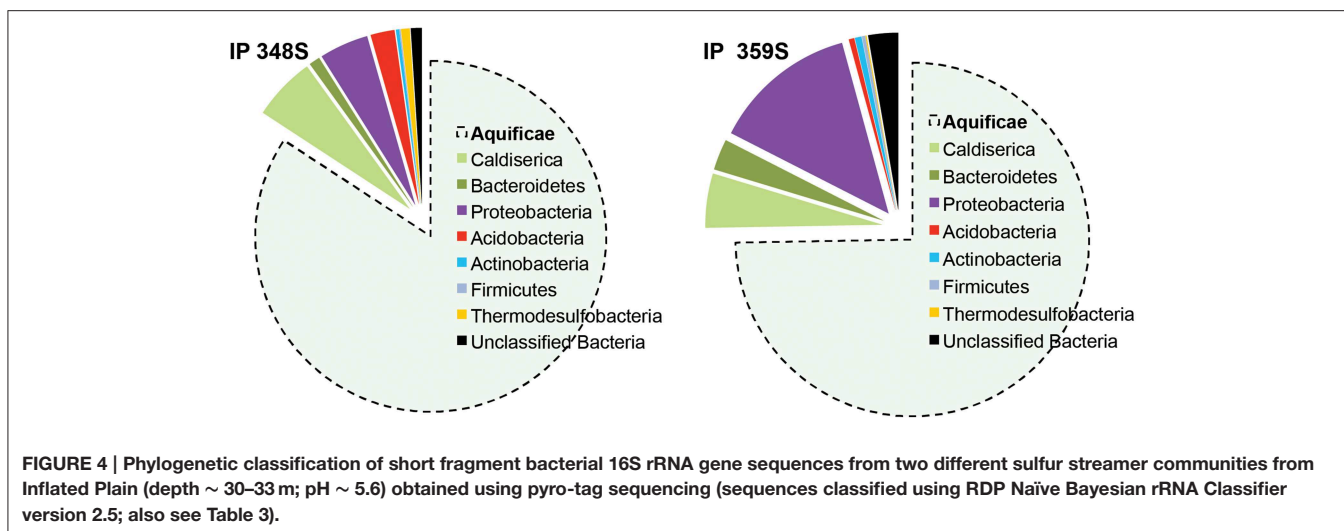 IP 348S
Aquificae
Caldiserica
Bacteroidetes
Proteobacteria
Acidobacteria
Actinobacteria
Firmicutes
Thermodesulfobacteria
Unclassified Bacteria
IP 359S
Aquificae
Caldiserica
Bacteroidetes
Proteobacteria
Acidobacteria
Actinobacteria
Firmicutes
Thermodesulfobacteria
Unclassified Bacteria
FIGURE 4 | Phylogenetic classification of short fragment bacterial 16S rRNA gene sequences from two different sulfur streamer communities from
Inflated Plain (depth ∼ 30–33 m; pH ∼ 5.6) obtained using pyro-tag sequencing (sequences classified using RDP Naïve Bayesian rRNA Classifier
version 2.5; also see Table 3).